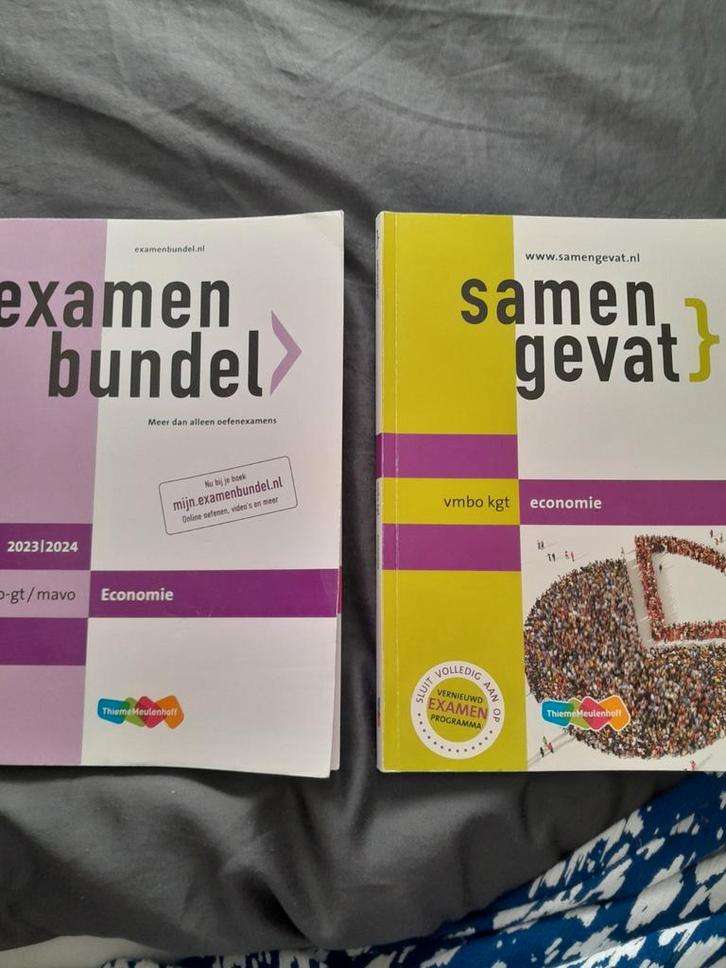 examenbundel.nl
examen
bundel
Meer dan alleen oefenexamens
Nu bij je boek
mijn.examenbundel.nl
Online oefenen, video's en meer
2023|2024
o-gt / mavo
Economie
ThiemeMeulenhoff
www.samengevat.nl
samen
gevat}
vmbo kgt
economie
SLUIT VOLLEDIG AAN OP
VERNIEUWD
EXAMEN
PROGRAMMA
ThiemeMeulenhoff